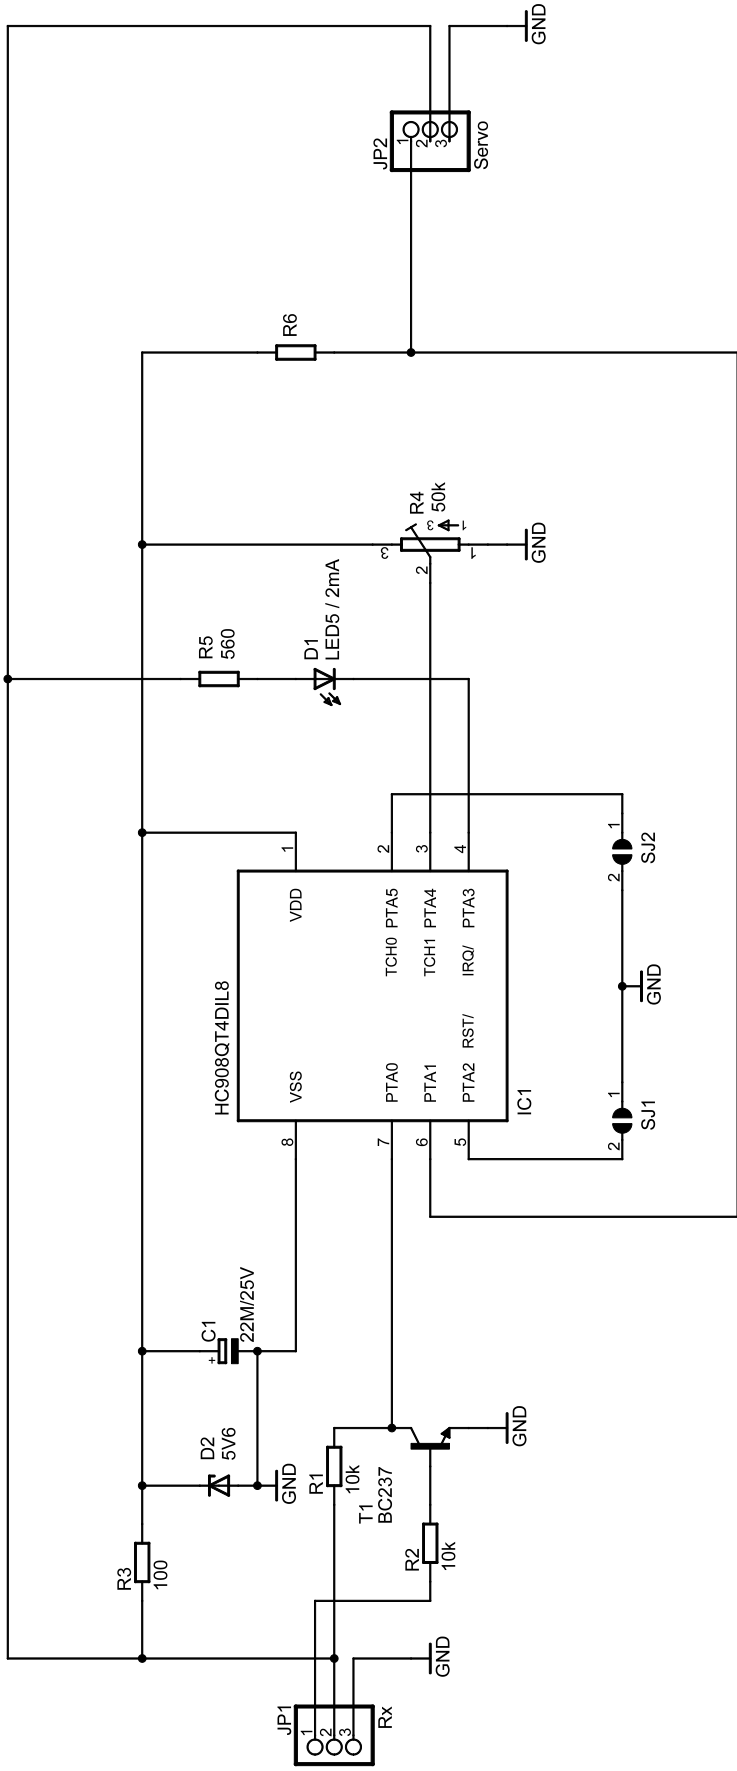 JP1
1
2
3
Rx
GND
R3
100
D2
5V6
GND
C1
+
22M/25V
R1
10k
T1
BC237
R2
10k
GND
HC908QT4DIL8
VSS
VDD
PTA0
TCH0 PTA5
PTA1
TCH1 PTA4
PTA2 RST/
IRQ/ PTA3
IC1
8
7
6
5
1
2
3
4
2
1
SJ1
GND
2
1
SJ2
R5
560
D1
LED5 / 2mA
R4
50k
3
2
1
1
3
GND
R6
JP2
1
2
3
Servo
GND